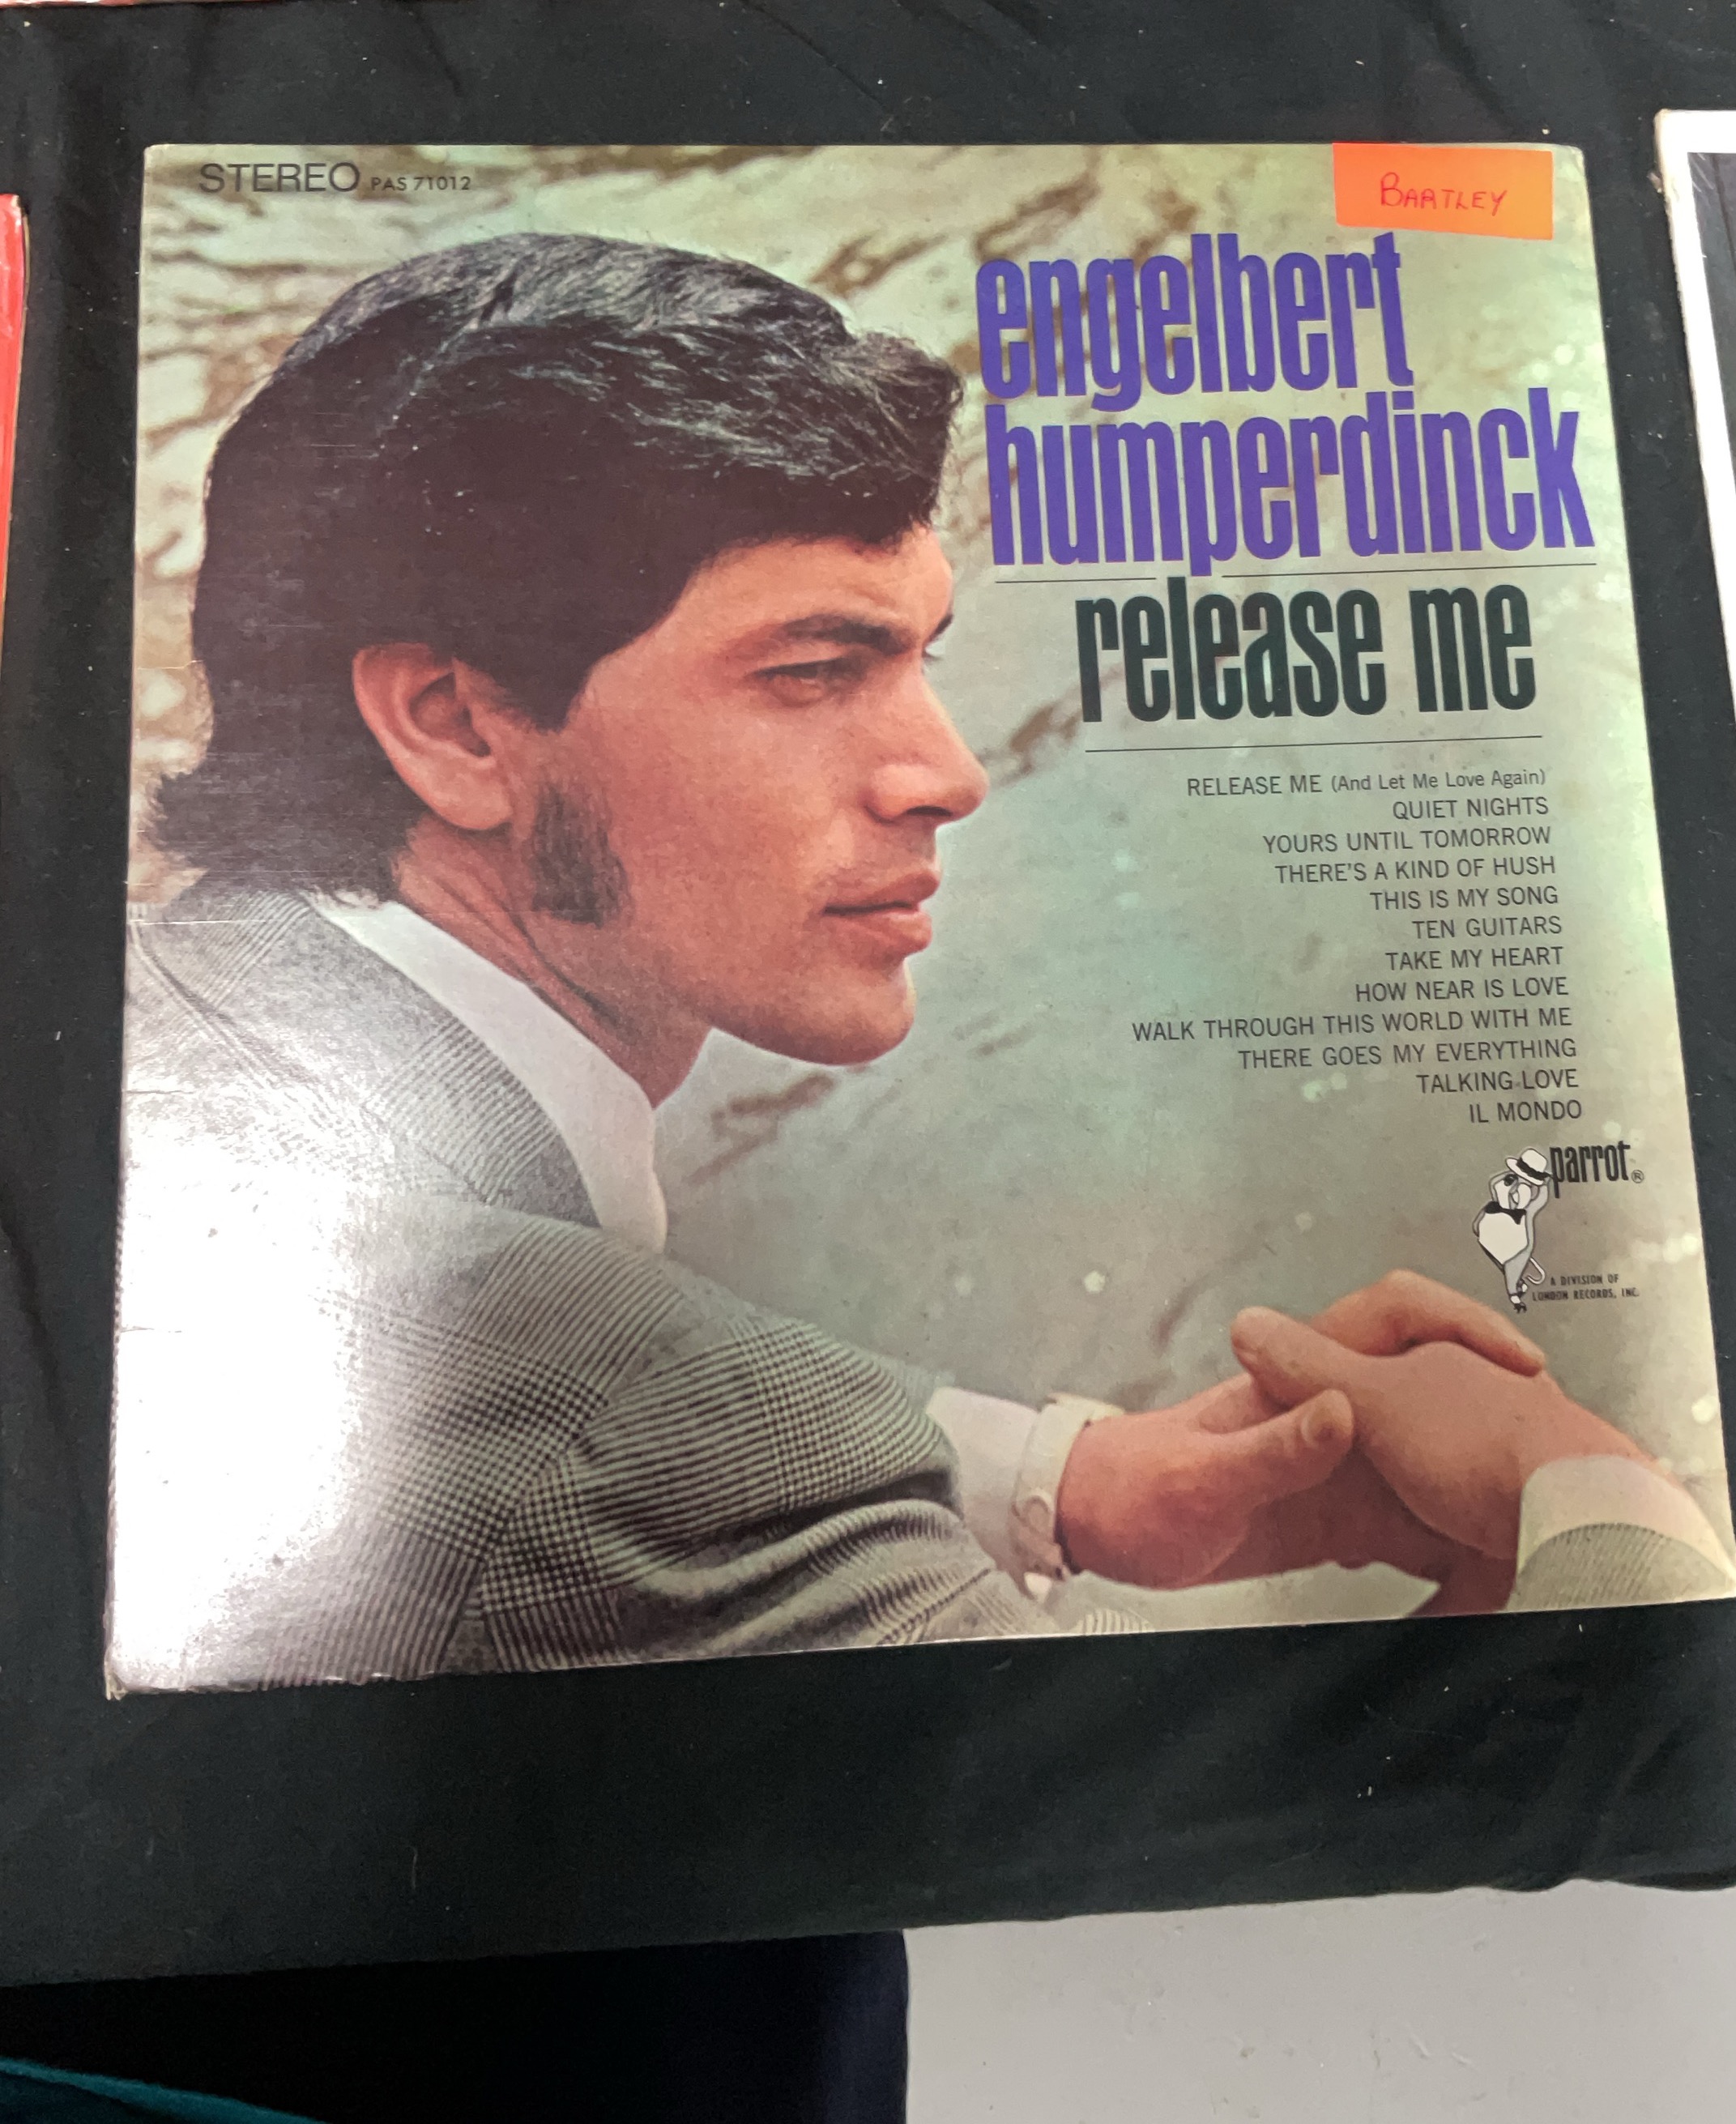 STEREO PAS 71012
BARTLEY
engelbert
humperdinck
release me
RELEASE ME (And Let Me Love Again)
QUIET NIGHTS
YOURS UNTIL TOMORROW
THERE'S A KIND OF HUSH
THIS IS MY SONG
TEN GUITARS
TAKE MY HEART
HOW NEAR IS LOVE
WALK THROUGH THIS WORLD WITH ME
THERE GOES MY EVERYTHING
TALKING LOVE
IL MONDO
parrot®
A DIVISION OF
LONDON RECORDS, INC.